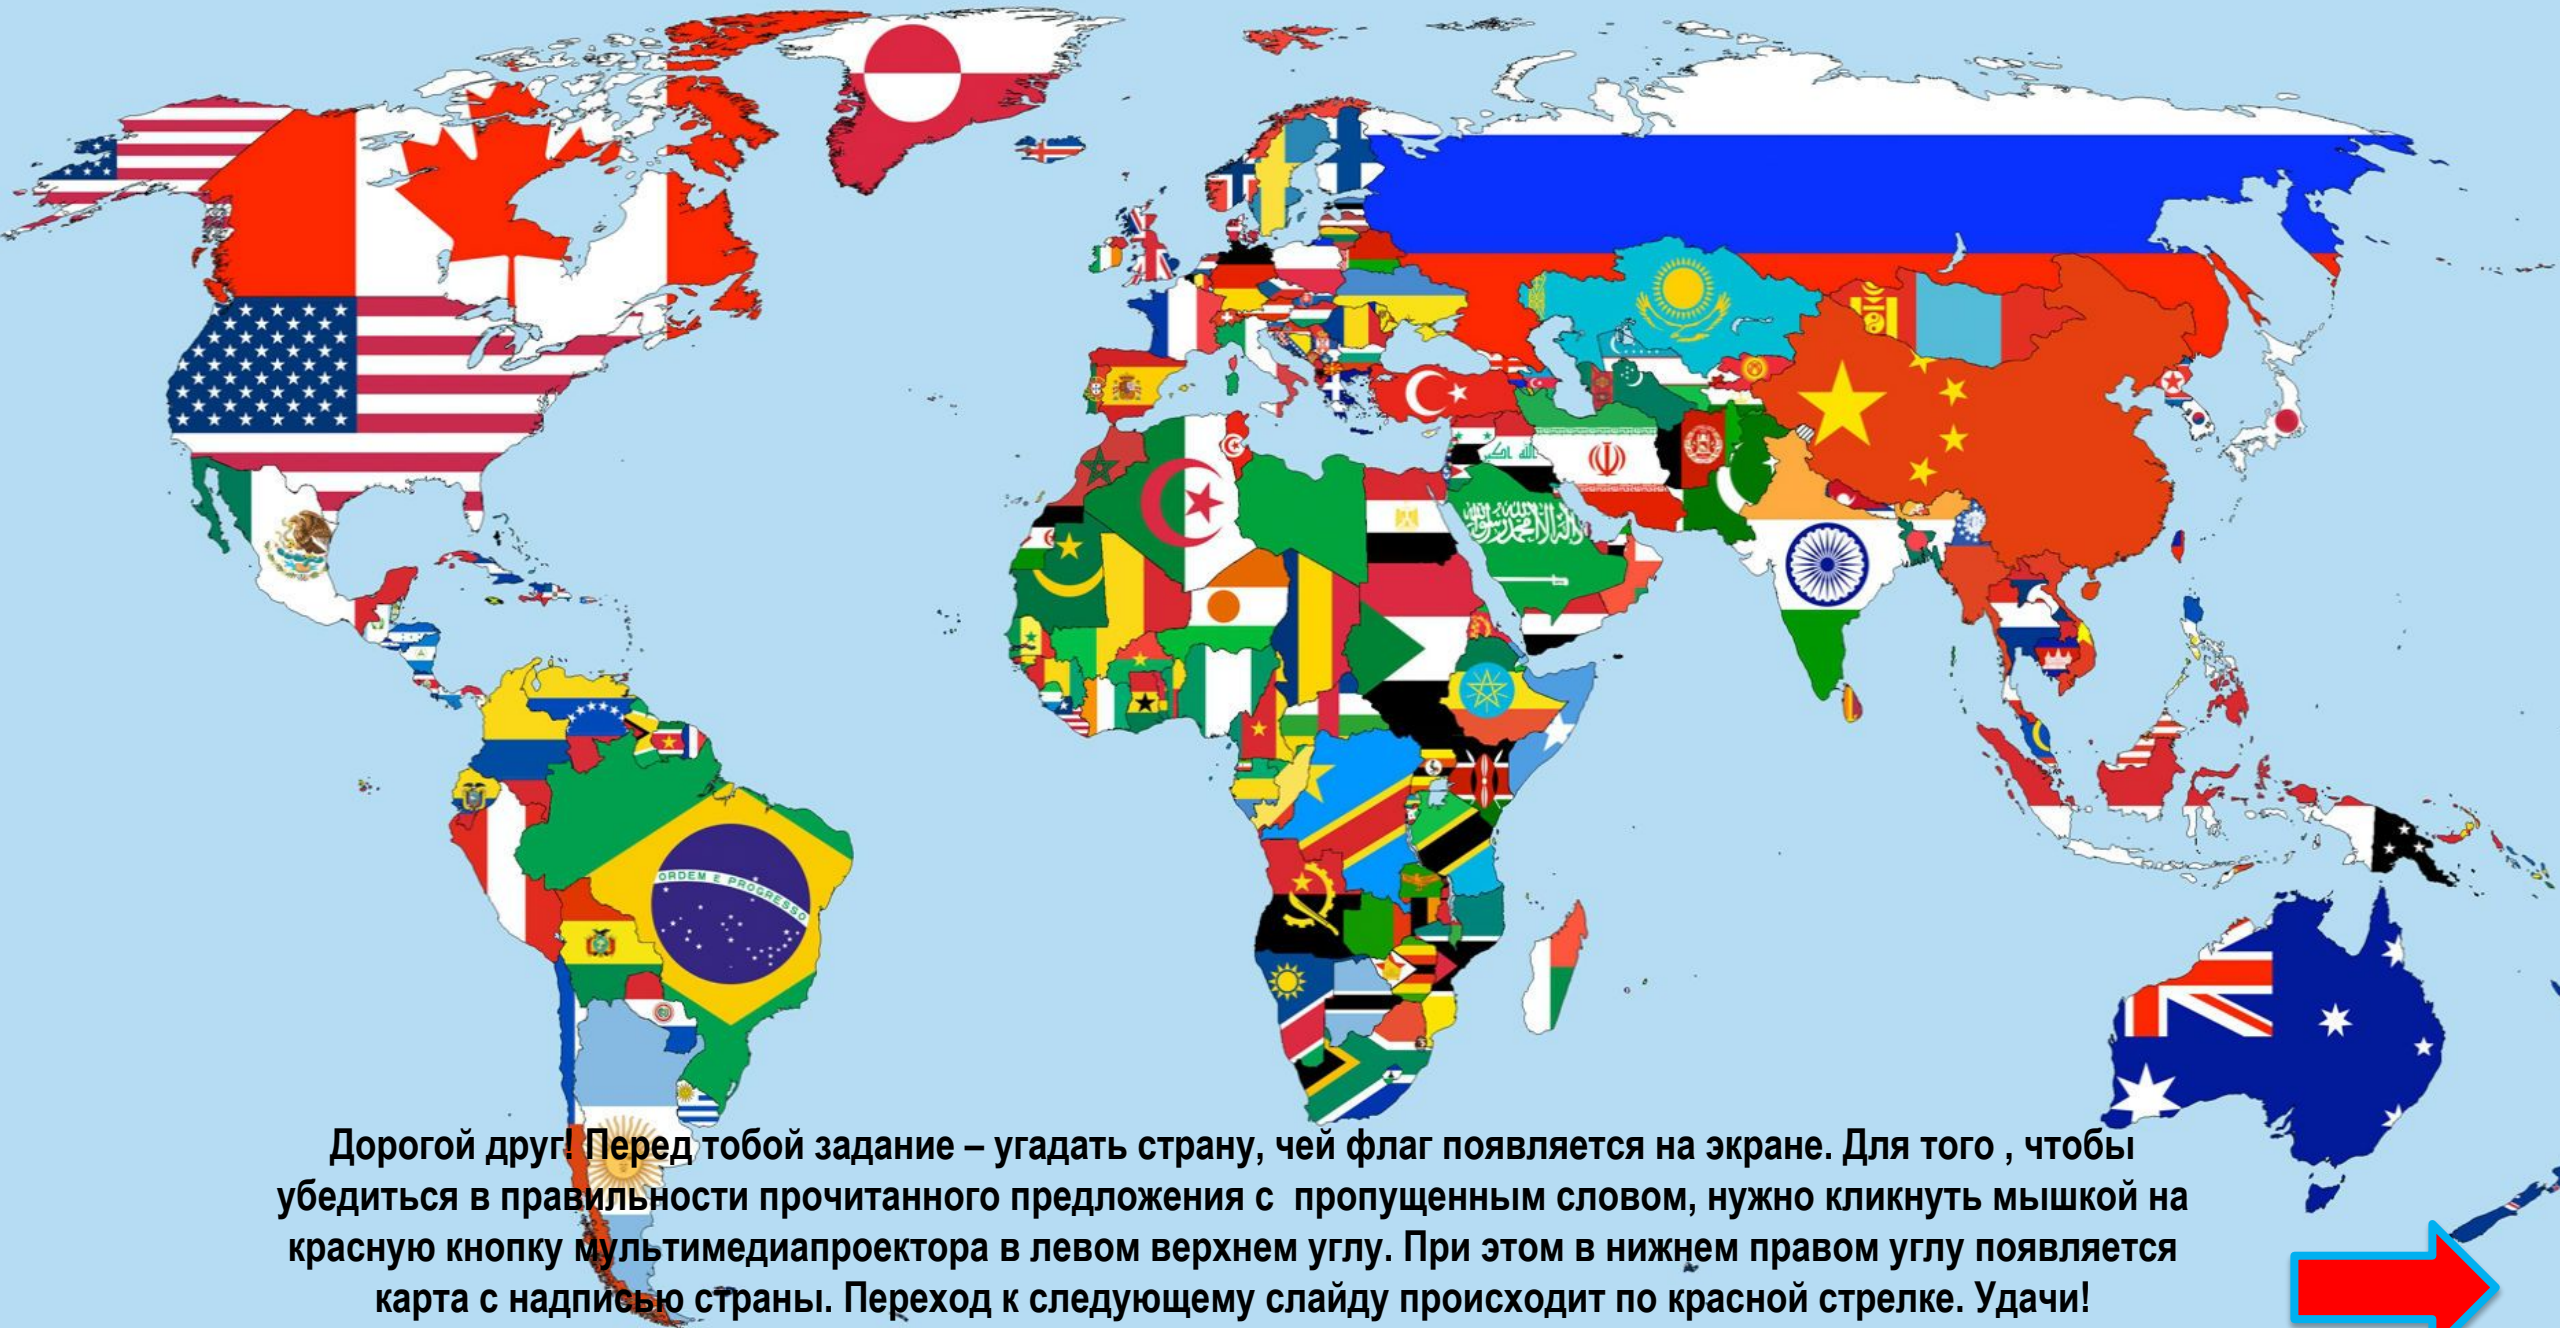 ORDEM E PROGRESSO
Дорогой друг! Перед тобой задание – угадать страну, чей флаг появляется на экране. Для того , чтобы
убедиться в правильности прочитанного предложения с пропущенным словом, нужно кликнуть мышкой на
красную кнопку мультимедиапроектора в левом верхнем углу. При этом в нижнем правом углу появляется
карта с надписью страны. Переход к следующему слайду происходит по красной стрелке. Удачи!